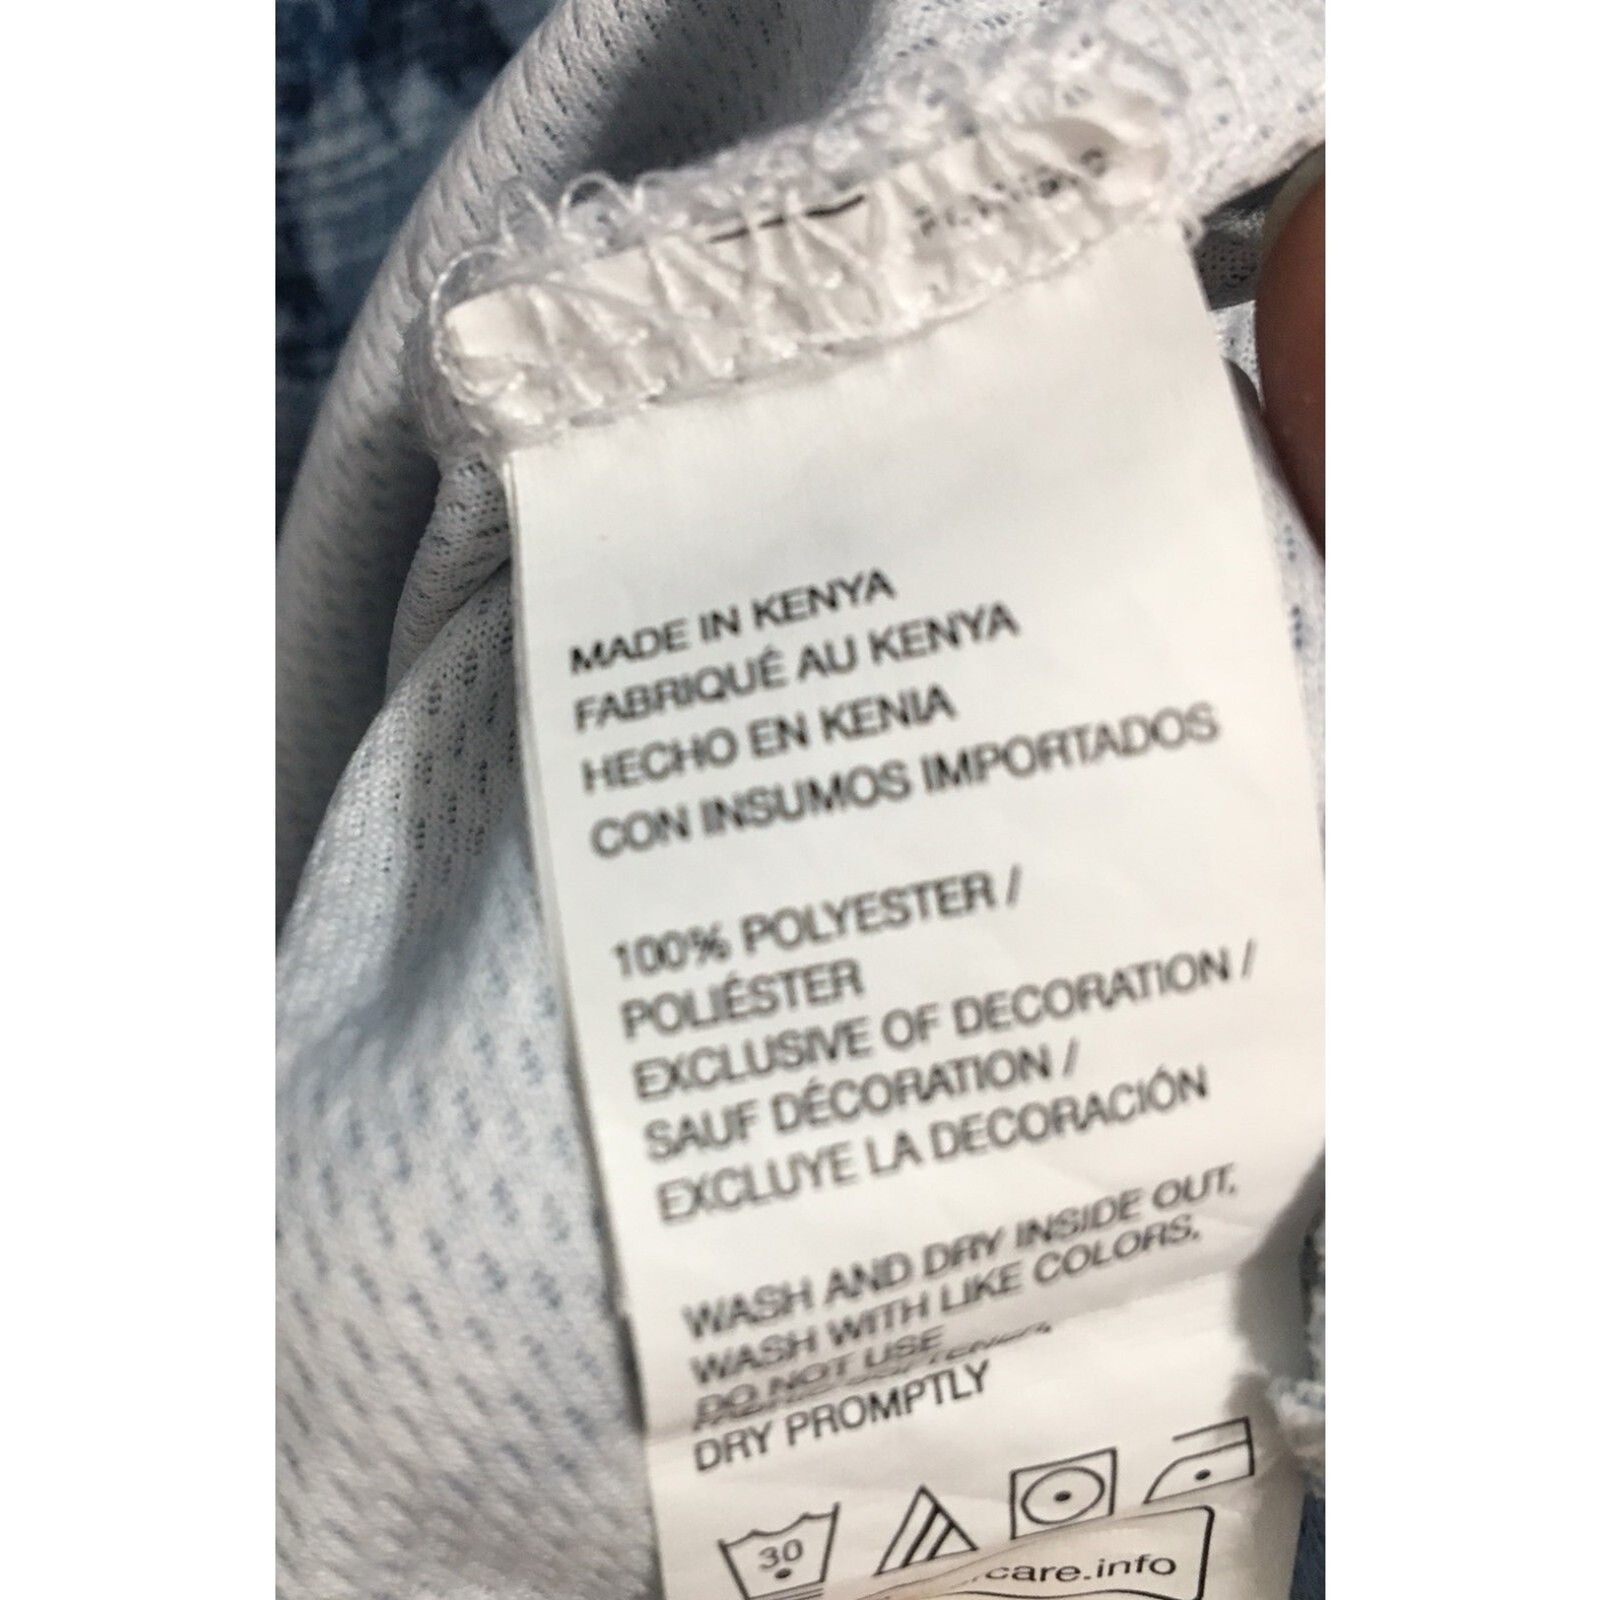 MADE IN KENYA
FABRIQUÉ AU KENYA
HECHO EN KENIA
CON INSUMOS IMPORTADOS
100% POLYESTER /
POLIÉSTER
EXCLUSIVE OF DECORATION /
SAUF DÉCORATION /
EXCLUYE LA DECORACIÓN
WASH AND DRY INSIDE OUT,
WASH WITH LIKE COLORS.
DO NOT USE
DRY PROMPTLY
30
care.info